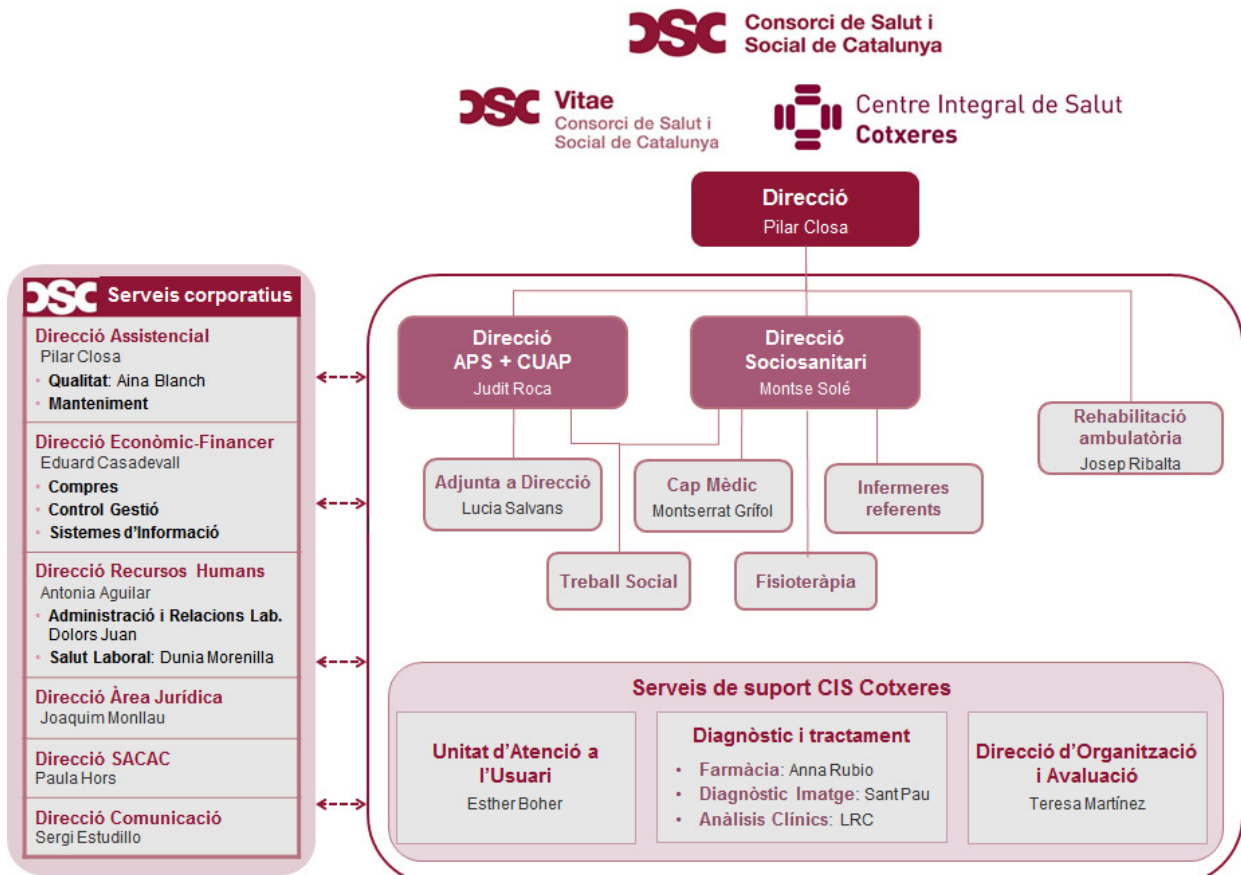 CSC Consorci de Salut i
Social de Catalunya
CSC Vitae
Consorci de Salut i
Social de Catalunya
Centre Integral de Salut
Cotxeres
Direcció
Pilar Closa
CSC Serveis corporatius
Direcció Assistencial
Pilar Closa
• Qualitat: Aina Blanch
• Manteniment
Direcció Econòmic-Financer
Eduard Casadevall
• Compres
• Control Gestió
• Sistemes d’Informació
Direcció Recursos Humans
Antonia Aguilar
• Administració i Relacions Lab.
Dolors Juan
• Salut Laboral: Dunia Morenilla
Direcció Àrea Jurídica
Joaquim Monllau
Direcció SACAC
Paula Hors
Direcció Comunicació
Sergi Estudillo
Direcció
APS + CUAP
Judit Roca
Direcció
Sociosanitari
Montse Solé
Rehabilitació
ambulatòria
Josep Ribalta
Adjunta a Direcció
Lucia Salvans
Cap Mèdic
Montserrat Grífol
Infermeres
referents
Treball Social
Fisioteràpia
Serveis de suport CIS Cotxeres
Unitat d’Atenció a
l’Usuari
Esther Boher
Diagnòstic i tractament
• Farmàcia: Anna Rubio
• Diagnòstic Imatge: Sant Pau
• Anàlisis Clínics: LRC
Direcció d’Organització
i Avaluació
Teresa Martínez